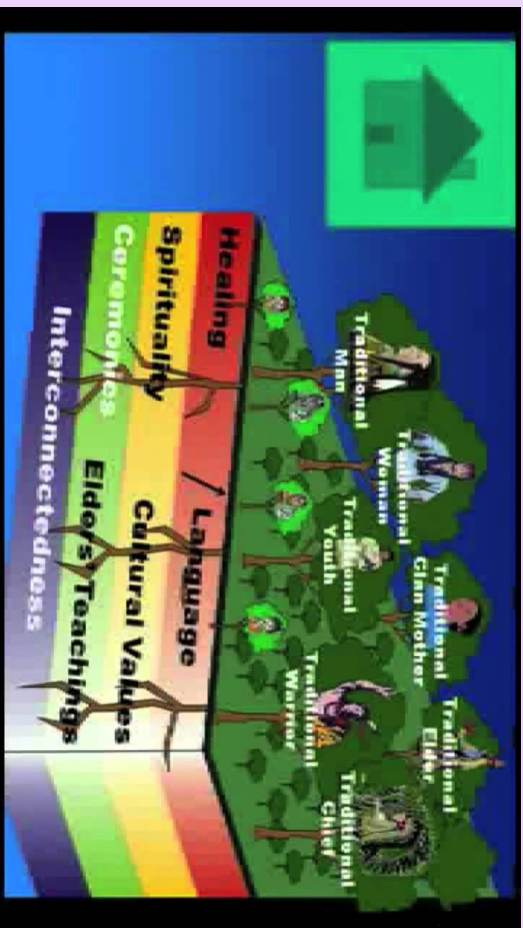 Traditional
Man
Traditional
Woman
Traditional
Clan Mother
Traditional
Elder
Traditional
Youth
Traditional
Warrior
Traditional
Chief
Healing
Language
Spirituality
Cultural Values
Ceremonies
Elders' Teachings
Interconnectedness